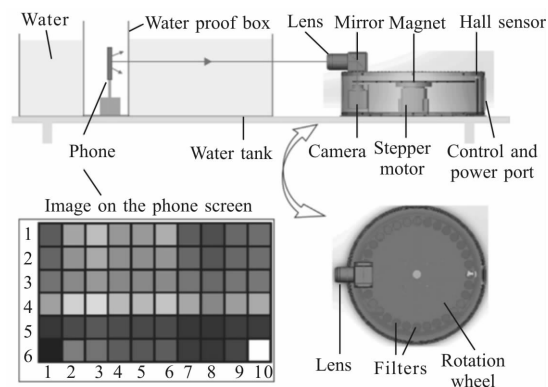 Water
Water proof box
Lens
Mirror
Magnet
Hall sensor
Phone
Water tank
Camera
Stepper
motor
Control and
power port
Image on the phone screen
1
2
3
4
5
6
1 2 3 4 5 6 7 8 9 10
Lens
Filters
Rotation
wheel